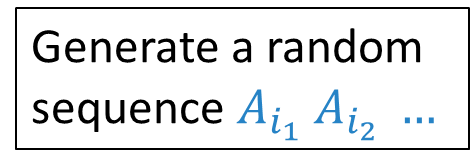 Generate a random
sequence A_{i_1} A_{i_2} ...